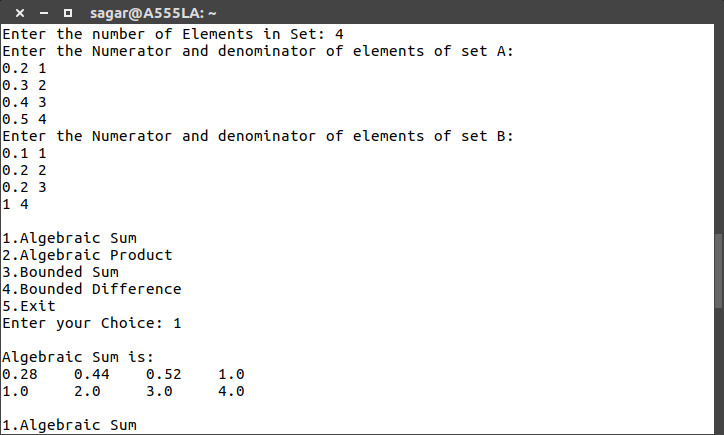 sagar@A555LA: ~
Enter the number of Elements in Set: 4
Enter the Numerator and denominator of elements of set A:
0.2 1
0.3 2
0.4 3
0.5 4
Enter the Numerator and denominator of elements of set B:
0.1 1
0.2 2
0.2 3
1 4
1.Algebraic Sum
2.Algebraic Product
3.Bounded Sum
4.Bounded Difference
5.Exit
Enter your Choice: 1
Algebraic Sum is:
0.28 0.44 0.52 1.0
1.0 2.0 3.0 4.0
1.Algebraic Sum